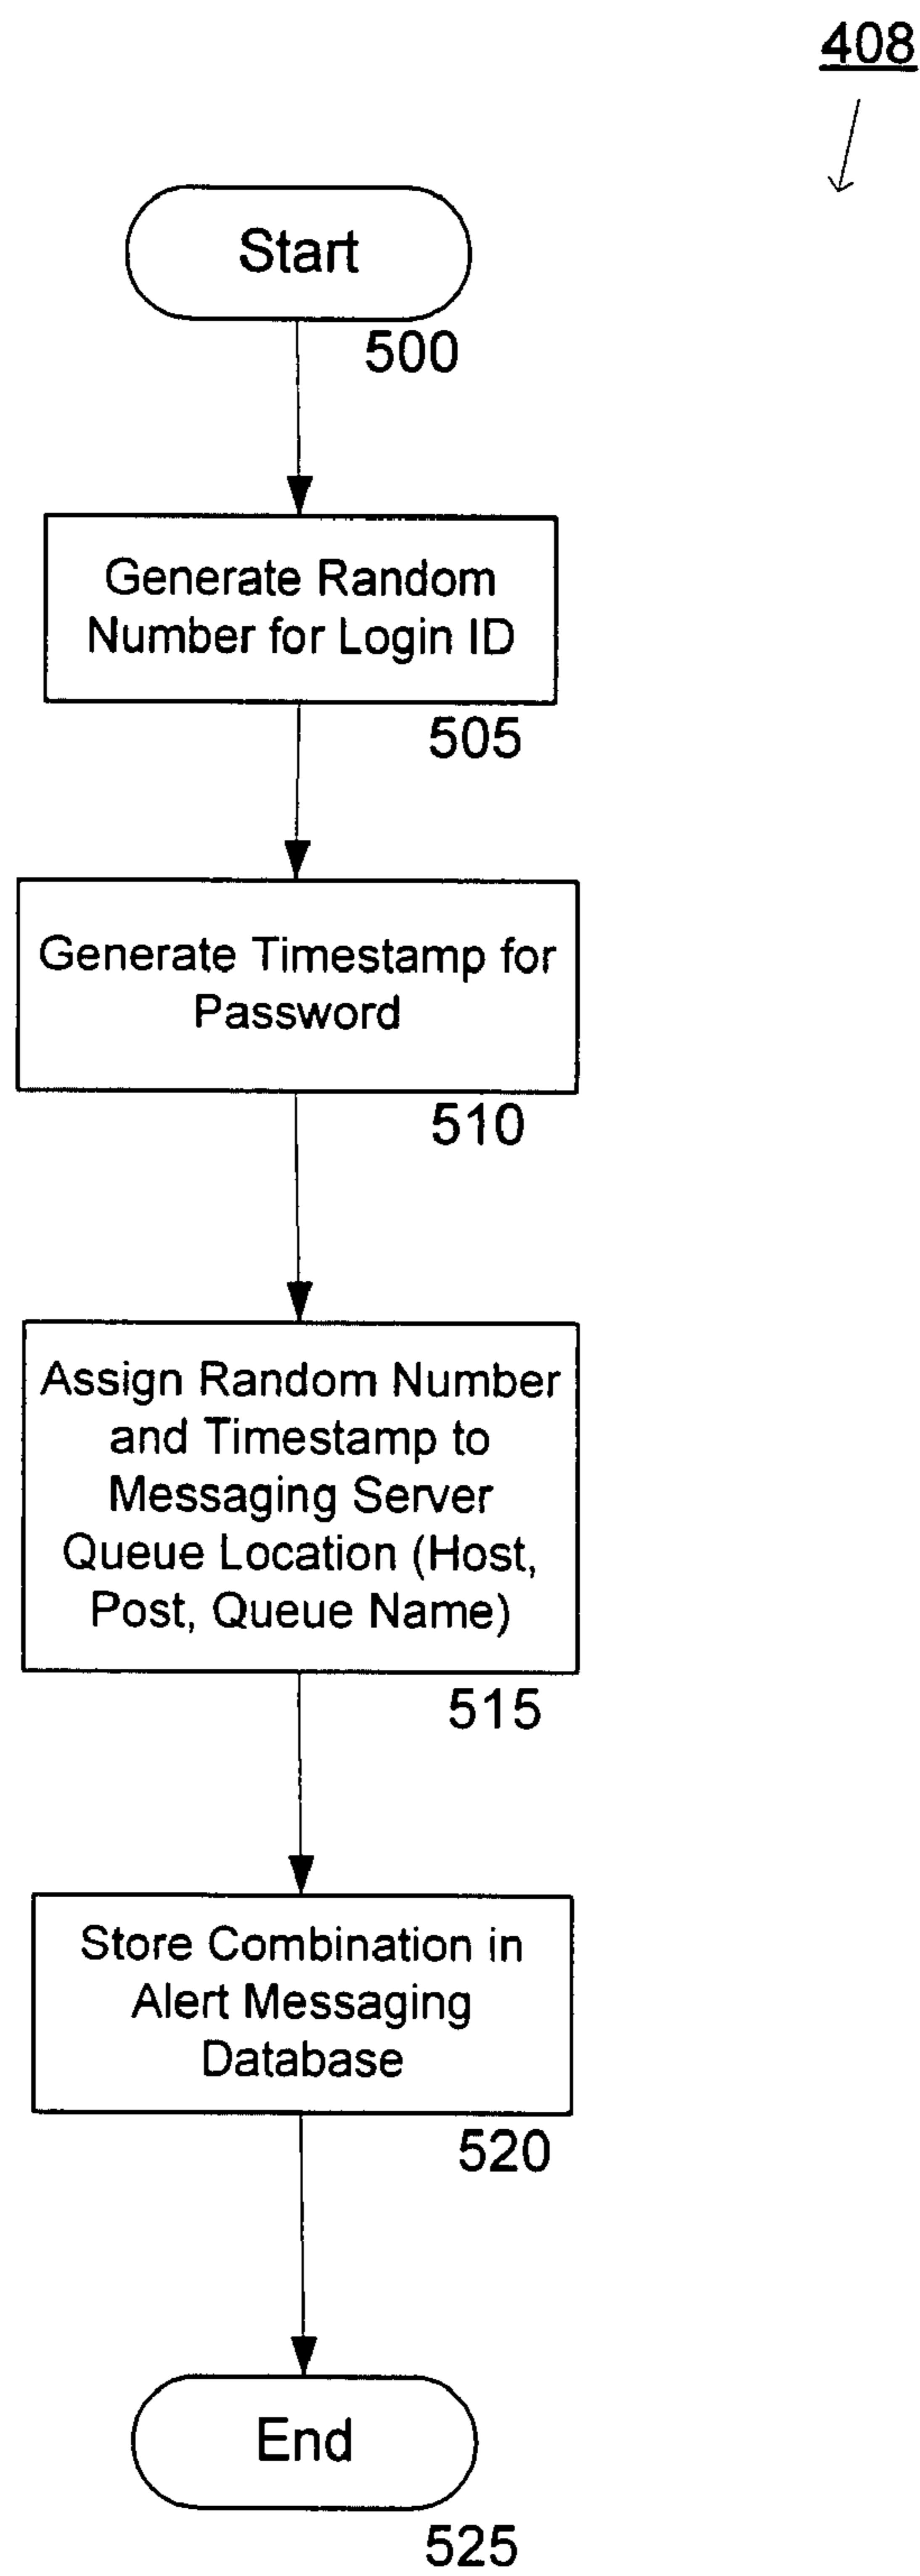 408
Start
500
Generate Random
Number for Login ID
505
Generate Timestamp for
Password
510
Assign Random Number
and Timestamp to
Messaging Server
Queue Location (Host,
Post, Queue Name)
515
Store Combination in
Alert Messaging
Database
520
End
525